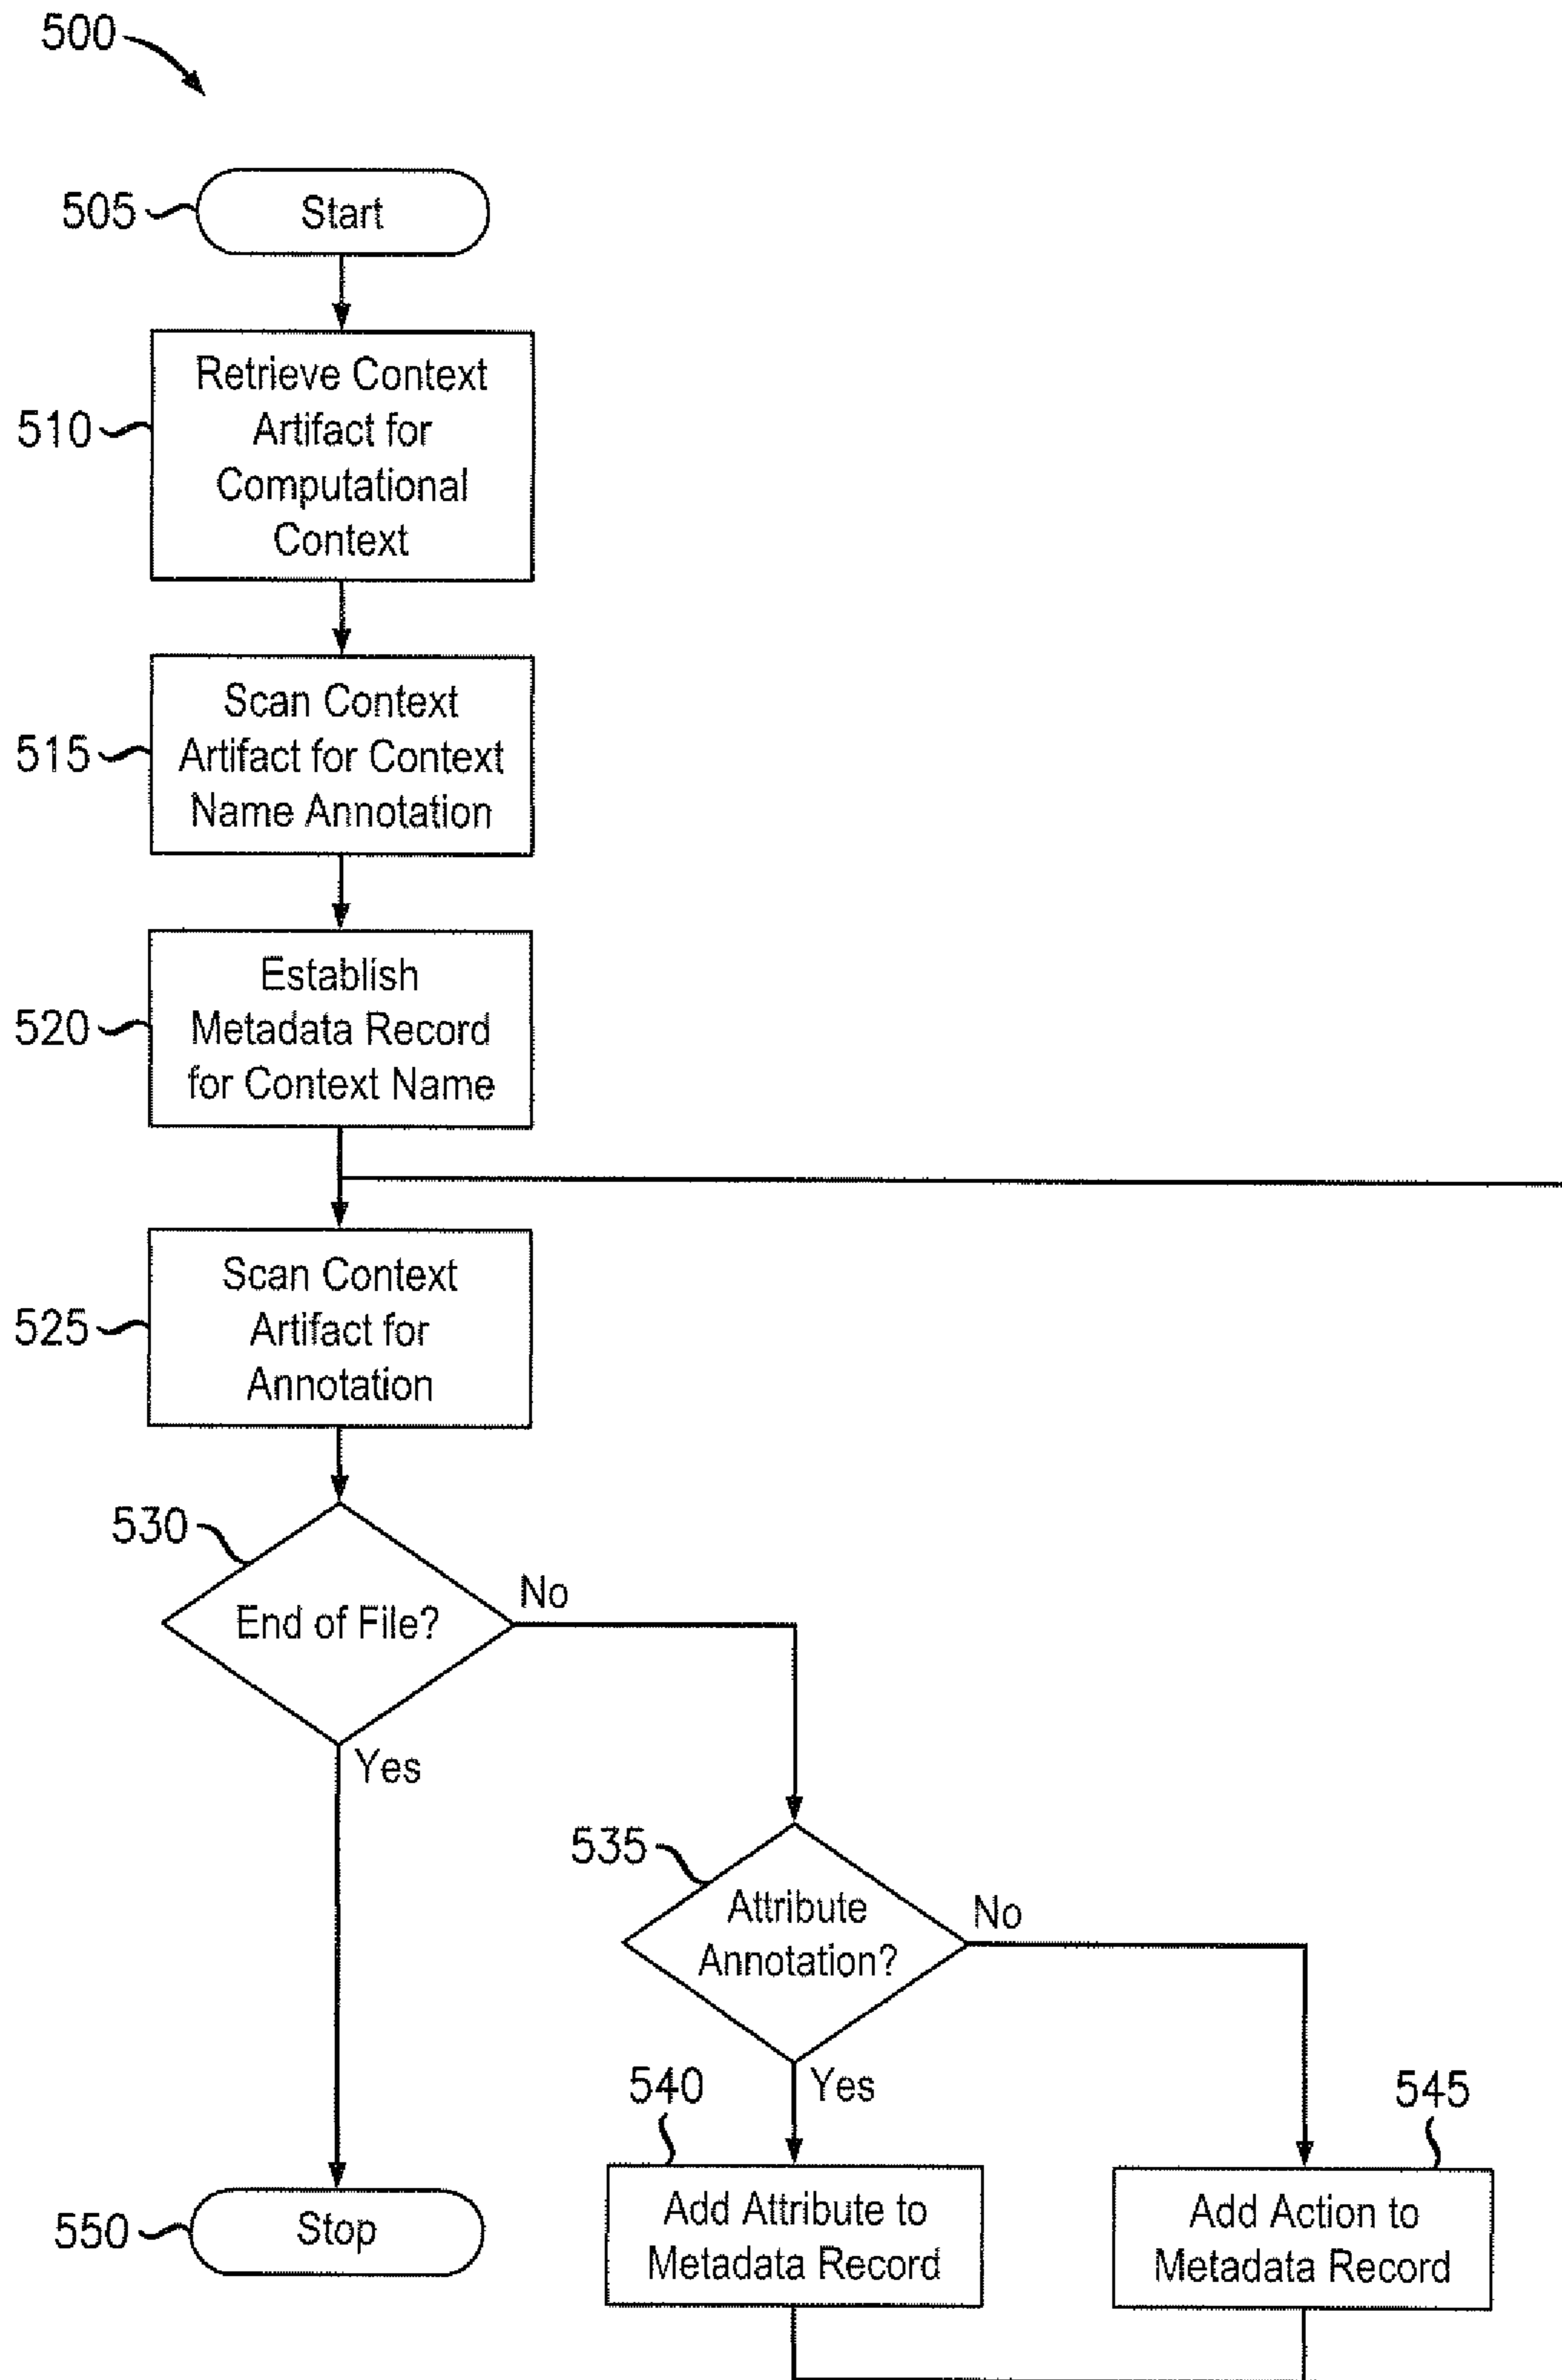 500
505
Start
510
Retrieve Context
Artifact for
Computational
Context
515
Scan Context
Artifact for Context
Name Annotation
520
Establish
Metadata Record
for Context Name
525
Scan Context
Artifact for
Annotation
530
End of File?
No
Yes
535
Attribute
Annotation?
No
Yes
540
Add Attribute to
Metadata Record
545
Add Action to
Metadata Record
550
Stop